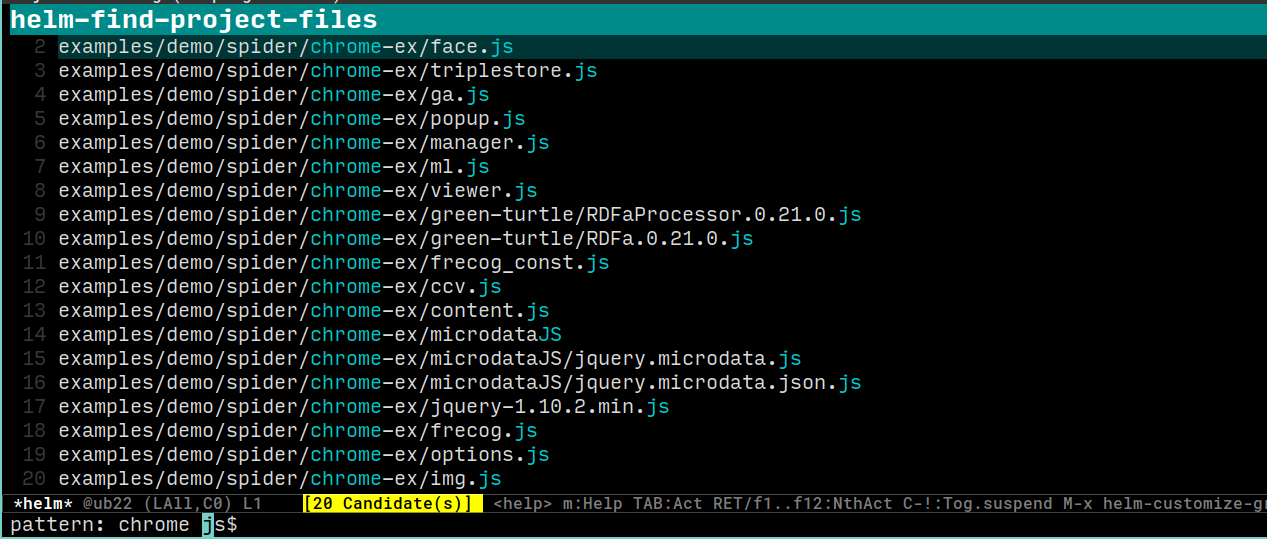 helm-find-project-files
2 examples/demo/spider/chrome-ex/face.js
3 examples/demo/spider/chrome-ex/triplestore.js
4 examples/demo/spider/chrome-ex/ga.js
5 examples/demo/spider/chrome-ex/popup.js
6 examples/demo/spider/chrome-ex/manager.js
7 examples/demo/spider/chrome-ex/ml.js
8 examples/demo/spider/chrome-ex/viewer.js
9 examples/demo/spider/chrome-ex/green-turtle/RDFaProcessor.0.21.0.js
10 examples/demo/spider/chrome-ex/green-turtle/RDFa.0.21.0.js
11 examples/demo/spider/chrome-ex/frecog_const.js
12 examples/demo/spider/chrome-ex/ccv.js
13 examples/demo/spider/chrome-ex/content.js
14 examples/demo/spider/chrome-ex/microdataJS
15 examples/demo/spider/chrome-ex/microdataJS/jquery.microdata.js
16 examples/demo/spider/chrome-ex/microdataJS/jquery.microdata.json.js
17 examples/demo/spider/chrome-ex/jquery-1.10.2.min.js
18 examples/demo/spider/chrome-ex/frecog.js
19 examples/demo/spider/chrome-ex/options.js
20 examples/demo/spider/chrome-ex/img.js
*helm* @ub22 (LAll,C0) L1 [20 Candidate(s)] <help> m:Help TAB:Act RET/f1..f12:NthAct C-!:Tog.suspend M-x helm-customize-gr
pattern: chrome js$